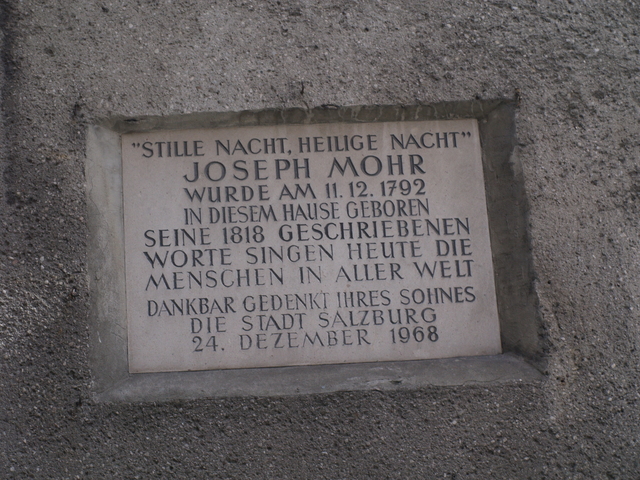 "STILLE NACHT, HEILIGE NACHT"
JOSEPH MOHR
WURDE AM 11.12.1792
IN DIESEM HAUSE GEBOREN
SEINE 1818 GESCHRIEBENEN
WORTE SINGEN HEUTE DIE
MENSCHEN IN ALLER WELT
DANKBAR GEDENKT IHRES SOHNES
DIE STADT SALZBURG
24. DEZEMBER 1968